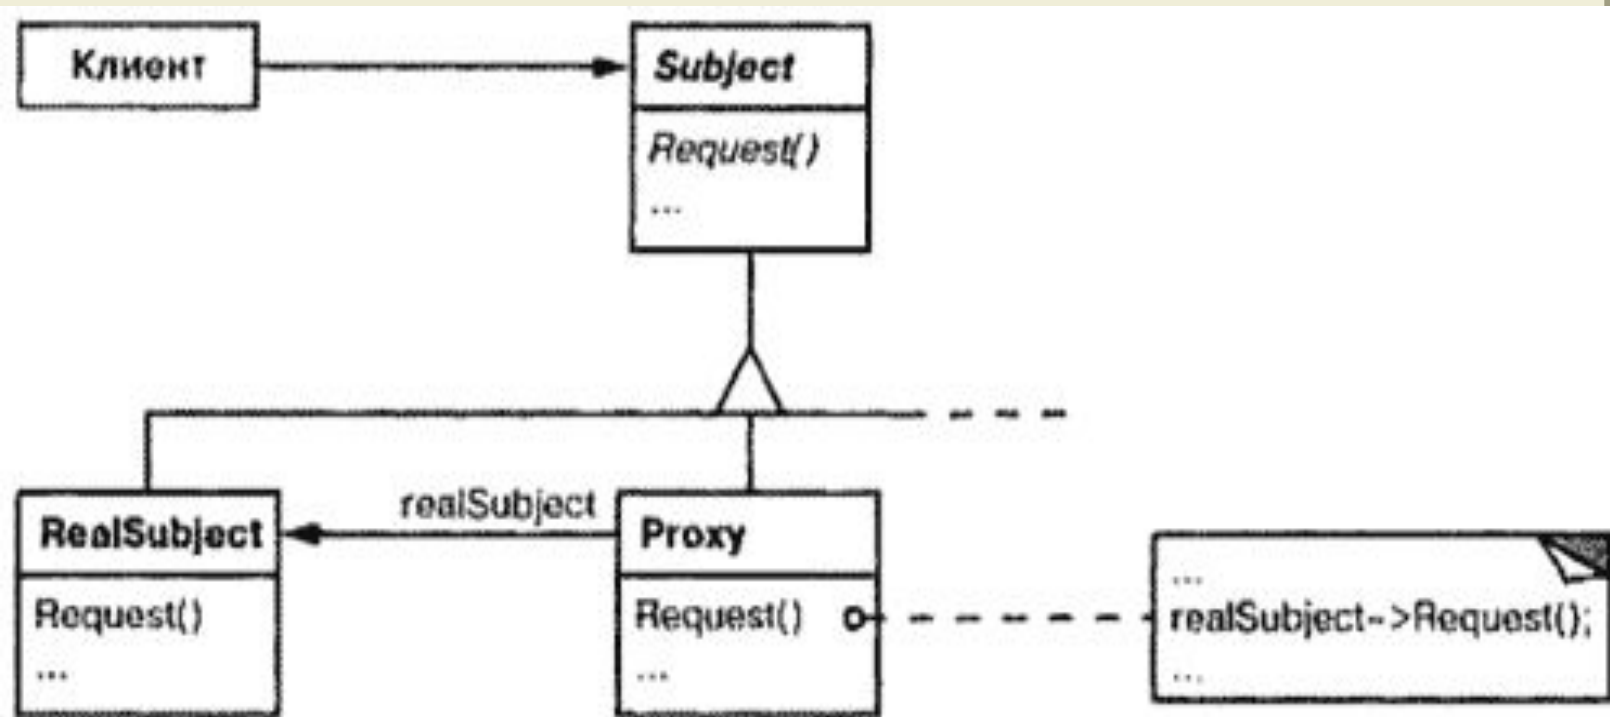 Клиент
Subject
Request()
...
realSubject
RealSubject
Request()
...
Proxy
Request()
...
...
realSubject->Request();
...